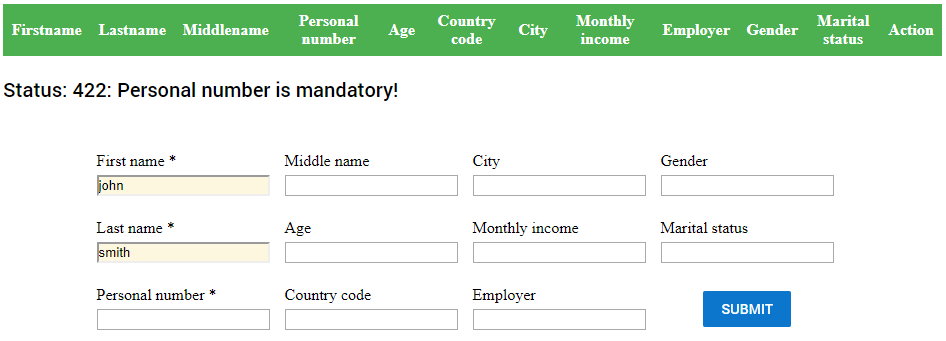 Firstname Lastname Middlename Personal number Age Country code City Monthly income Employer Gender Marital status Action
Status: 422: Personal number is mandatory!
First name * Middle name City Gender
john
Last name * Age Monthly income Marital status
smith
Personal number * Country code Employer
SUBMIT